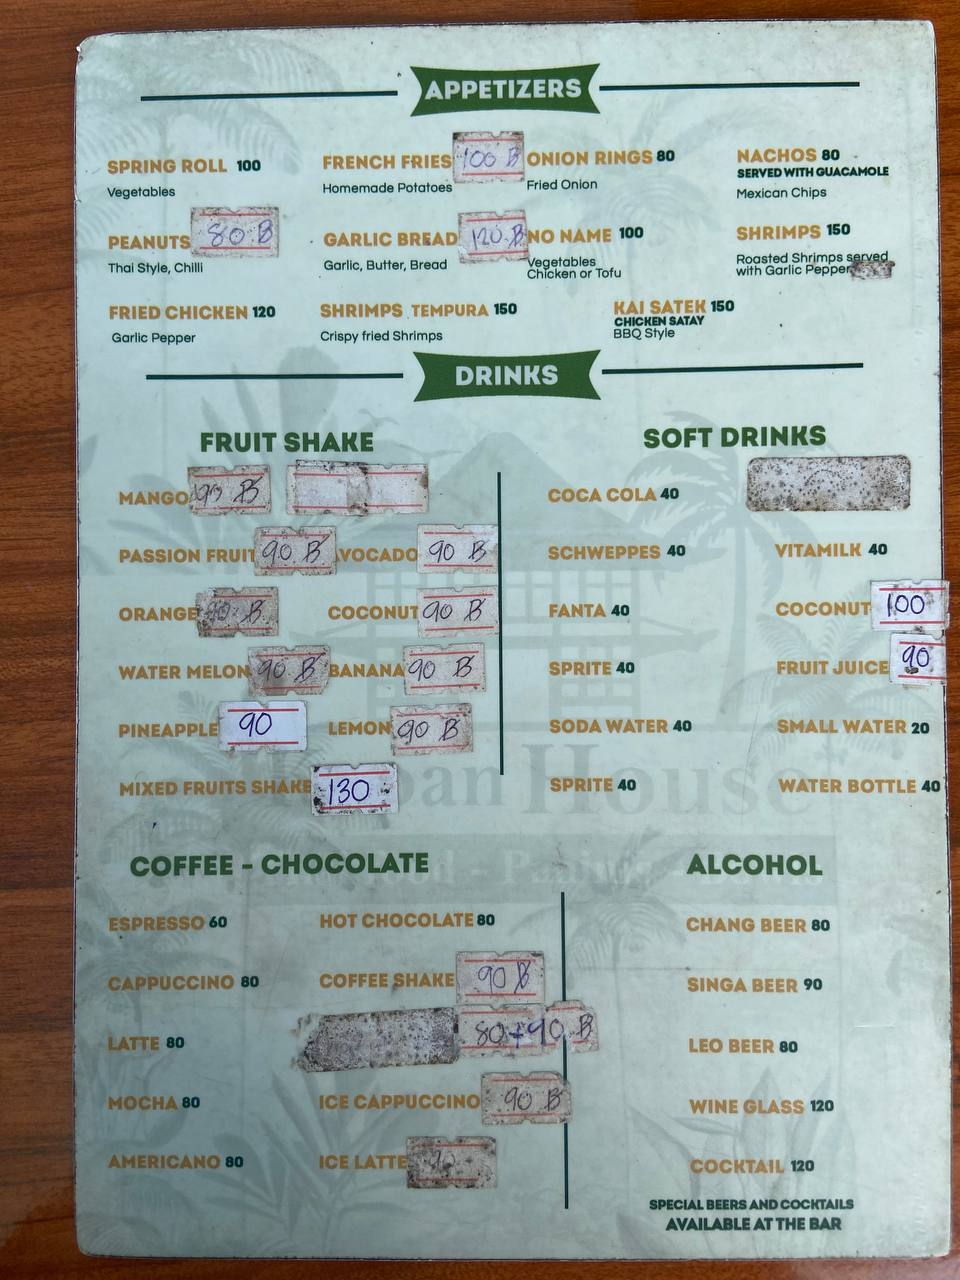 APPETIZERS
SPRING ROLL 100
Vegetables
FRENCH FRIES 100 B
Homemade Potatoes
ONION RINGS 80
Fried Onion
NACHOS 80
SERVED WITH GUACAMOLE
Mexican Chips
PEANUTS 80 B
Thai Style, Chilli
GARLIC BREAD 120 B
Garlic, Butter, Bread
NO NAME 100
Vegetables
Chicken or Tofu
SHRIMPS 150
Roasted Shrimps served
with Garlic Pepper
FRIED CHICKEN 120
Garlic Pepper
SHRIMPS TEMPURA 150
Crispy fried Shrimps
KAI SATEK 150
CHICKEN SATAY
BBQ Style
DRINKS
FRUIT SHAKE
MANGO 90 B
PASSION FRUIT 90 B
AVOCADO 90 B
ORANGE 90 B
COCONUT 90 B
WATER MELON 90 B
BANANA 90 B
PINEAPPLE 90
LEMON 90 B
MIXED FRUITS SHAKE 130
SOFT DRINKS
COCA COLA 40
SCHWEPPES 40
VITAMILK 40
FANTA 40
COCONUT 100
SPRITE 40
FRUIT JUICE 90
SODA WATER 40
SMALL WATER 20
SPRITE 40
WATER BOTTLE 40
COFFEE - CHOCOLATE
ESPRESSO 60
HOT CHOCOLATE 80
CAPPUCCINO 80
COFFEE SHAKE 90 B
LATTE 80
80+90 B
MOCHA 80
ICE CAPPUCCINO 90 B
AMERICANO 80
ICE LATTE
ALCOHOL
CHANG BEER 80
SINGA BEER 90
LEO BEER 80
WINE GLASS 120
COCKTAIL 120
SPECIAL BEERS AND COCKTAILS
AVAILABLE AT THE BAR